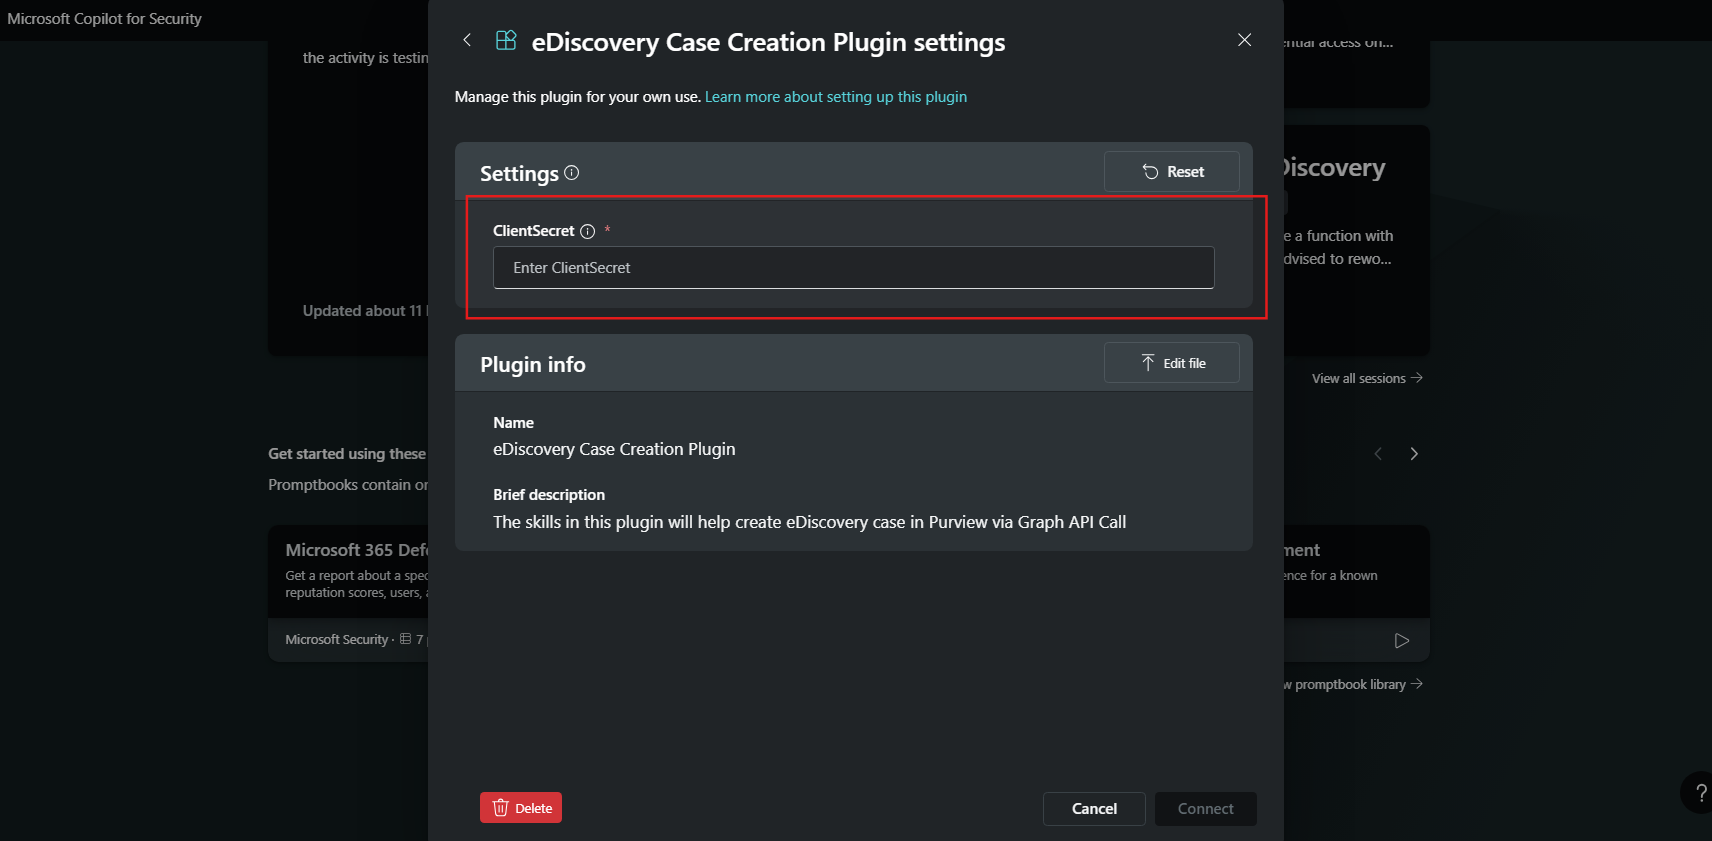 Microsoft Copilot for Security
the activity is testin
Updated about 11
Get started using these
Promptbooks contain or
Microsoft 365 Def
Get a report about a spec
reputation scores, users,
Microsoft Security · 7
eDiscovery Case Creation Plugin settings
Manage this plugin for your own use. Learn more about setting up this plugin
Settings
Reset
ClientSecret *
Enter ClientSecret
Plugin info
Edit file
Name
eDiscovery Case Creation Plugin
Brief description
The skills in this plugin will help create eDiscovery case in Purview via Graph API Call
Delete
Cancel
Connect
ential access on...
Discovery
e a function with
dvised to rewo...
View all sessions
ment
ence for a known
w promptbook library
?